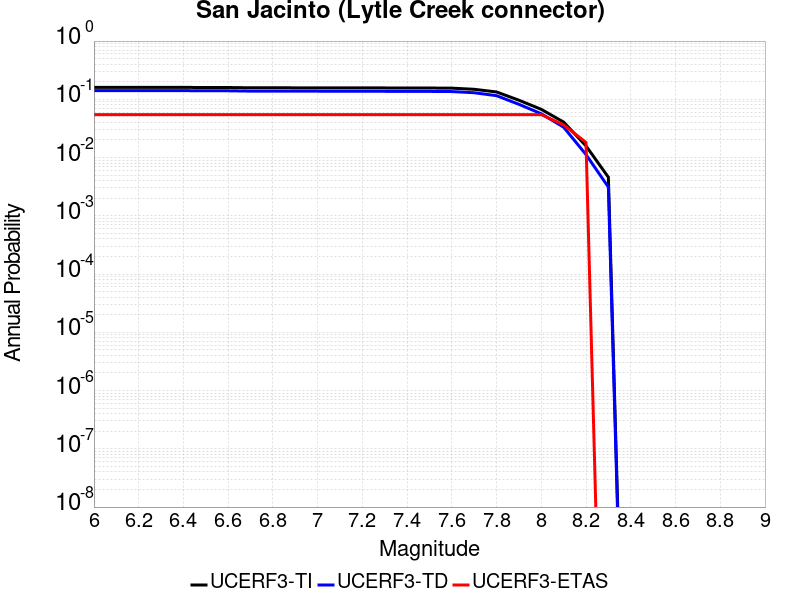 San Jacinto (Lytle Creek connector)
10^0
10^-1
10^-2
10^-3
10^-4
10^-5
10^-6
10^-7
10^-8
Annual Probability
6 6.2 6.4 6.6 6.8 7 7.2 7.4 7.6 7.8 8 8.2 8.4 8.6 8.8 9
Magnitude
UCERF3-TI UCERF3-TD UCERF3-ETAS